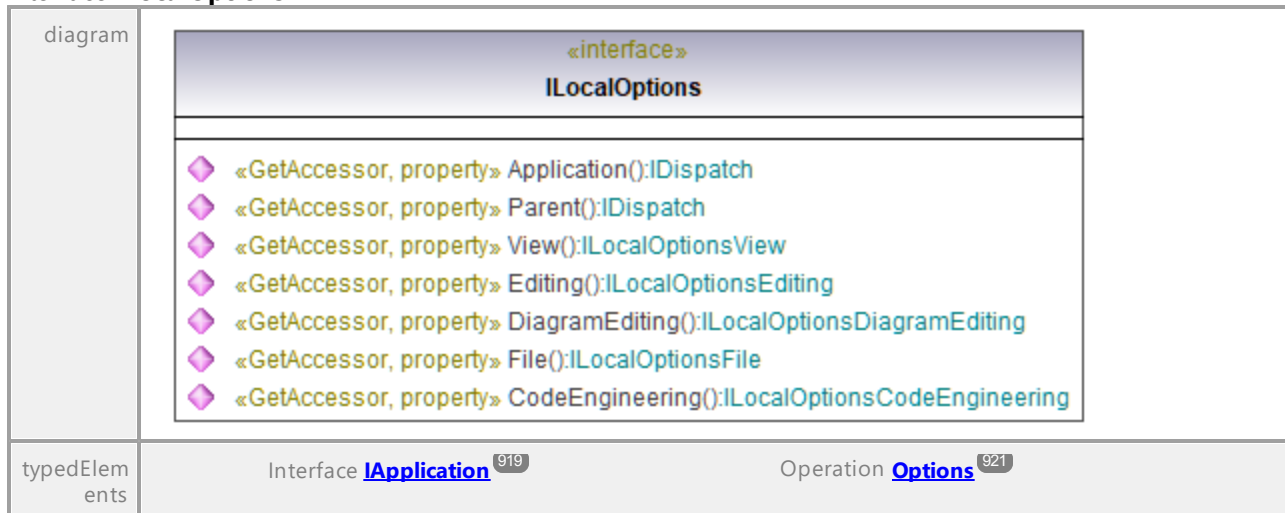 diagram
«interface»
ILocalOptions
«GetAccessor, property» Application():IDispatch
«GetAccessor, property» Parent():IDispatch
«GetAccessor, property» View():ILocalOptionsView
«GetAccessor, property» Editing():ILocalOptionsEditing
«GetAccessor, property» DiagramEditing():ILocalOptionsDiagramEditing
«GetAccessor, property» File():ILocalOptionsFile
«GetAccessor, property» CodeEngineering():ILocalOptionsCodeEngineering
typedElem
ents
Interface IApplication 919 Operation Options 921